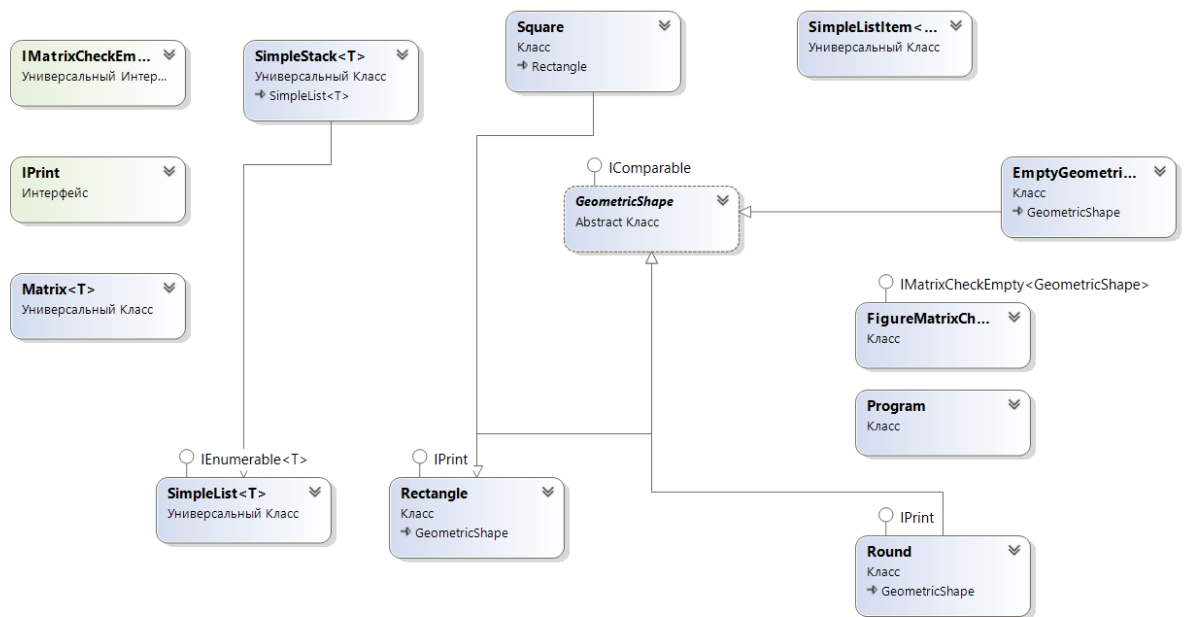 IMatrixCheckEm...
Универсальный Интер...
SimpleStack<T>
Универсальный Класс
SimpleList<T>
Square
Класс
Rectangle
SimpleListItem<...
Универсальный Класс
IPrint
Интерфейс
IComparable
GeometricShape
Abstract Класс
EmptyGeometri...
Класс
GeometricShape
Matrix<T>
Универсальный Класс
IMatrixCheckEmpty<GeometricShape>
FigureMatrixCh...
Класс
Program
Класс
IEnumerable<T>
SimpleList<T>
Универсальный Класс
IPrint
Rectangle
Класс
GeometricShape
IPrint
Round
Класс
GeometricShape